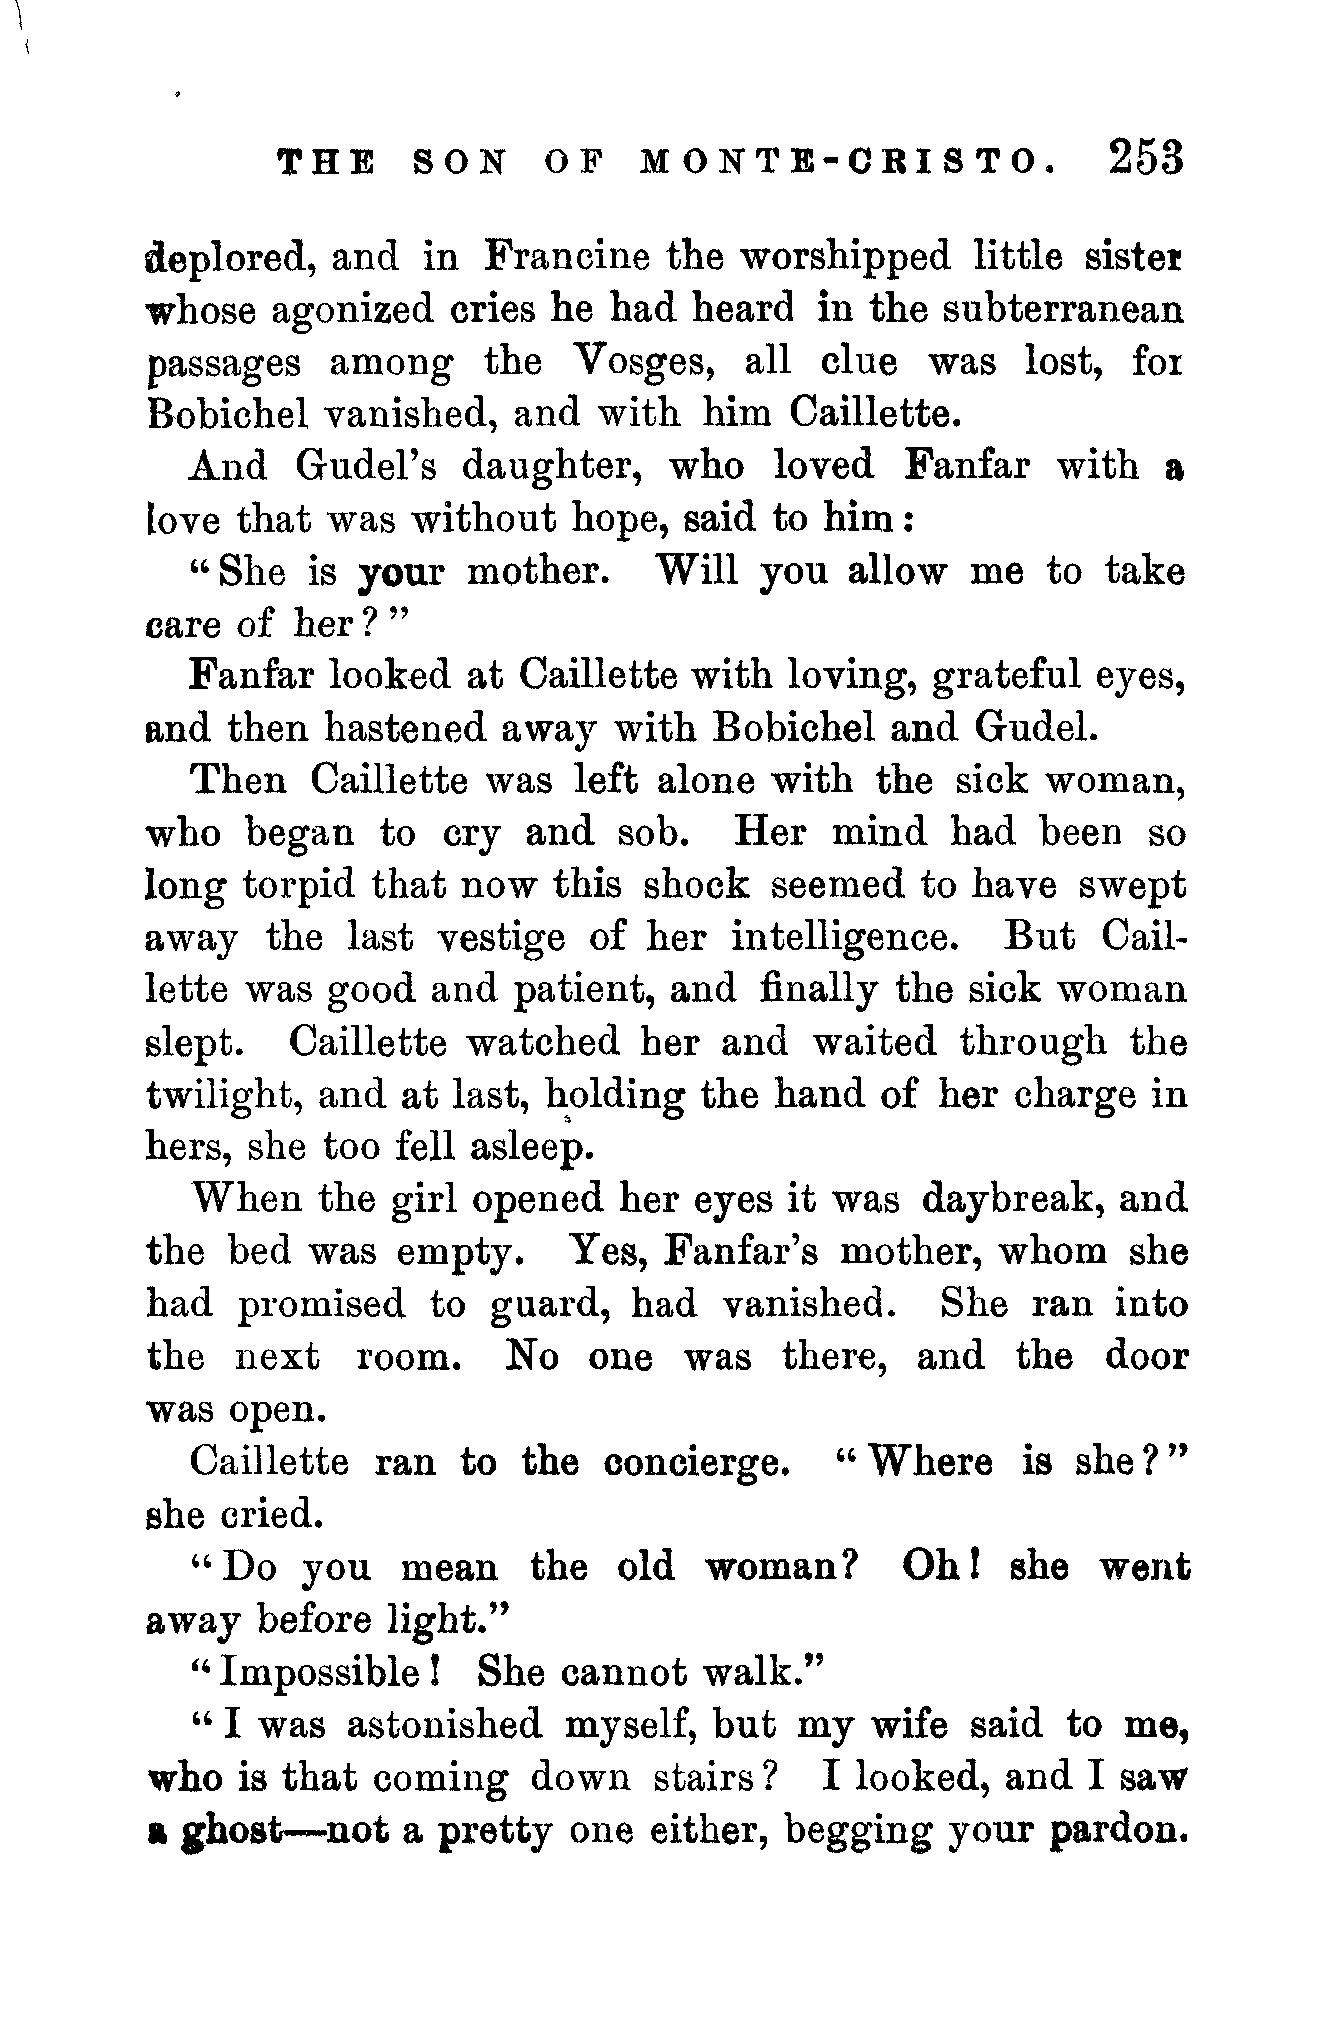 THE SON OF MONTE-CRISTO. 253
deplored, and in Francine the worshipped little sister
whose agonized cries he had heard in the subterranean
passages among the Vosges, all clue was lost, for
Bobichel vanished, and with him Caillette.
And Gudel's daughter, who loved Fanfar with a
love that was without hope, said to him:
"She is your mother. Will you allow me to take
care of her?"
Fanfar looked at Caillette with loving, grateful eyes,
and then hastened away with Bobichel and Gudel.
Then Caillette was left alone with the sick woman,
who began to cry and sob. Her mind had been so
long torpid that now this shock seemed to have swept
away the last vestige of her intelligence. But Cail-
lette was good and patient, and finally the sick woman
slept. Caillette watched her and waited through the
twilight, and at last, holding the hand of her charge in
hers, she too fell asleep.
When the girl opened her eyes it was daybreak, and
the bed was empty. Yes, Fanfar's mother, whom she
had promised to guard, had vanished. She ran into
the next room. No one was there, and the door
was open.
Caillette ran to the concierge. "Where is she?"
she cried.
"Do you mean the old woman? Oh! she went
away before light."
"Impossible! She cannot walk."
"I was astonished myself, but my wife said to me,
who is that coming down stairs? I looked, and I saw
a ghost—not a pretty one either, begging your pardon.